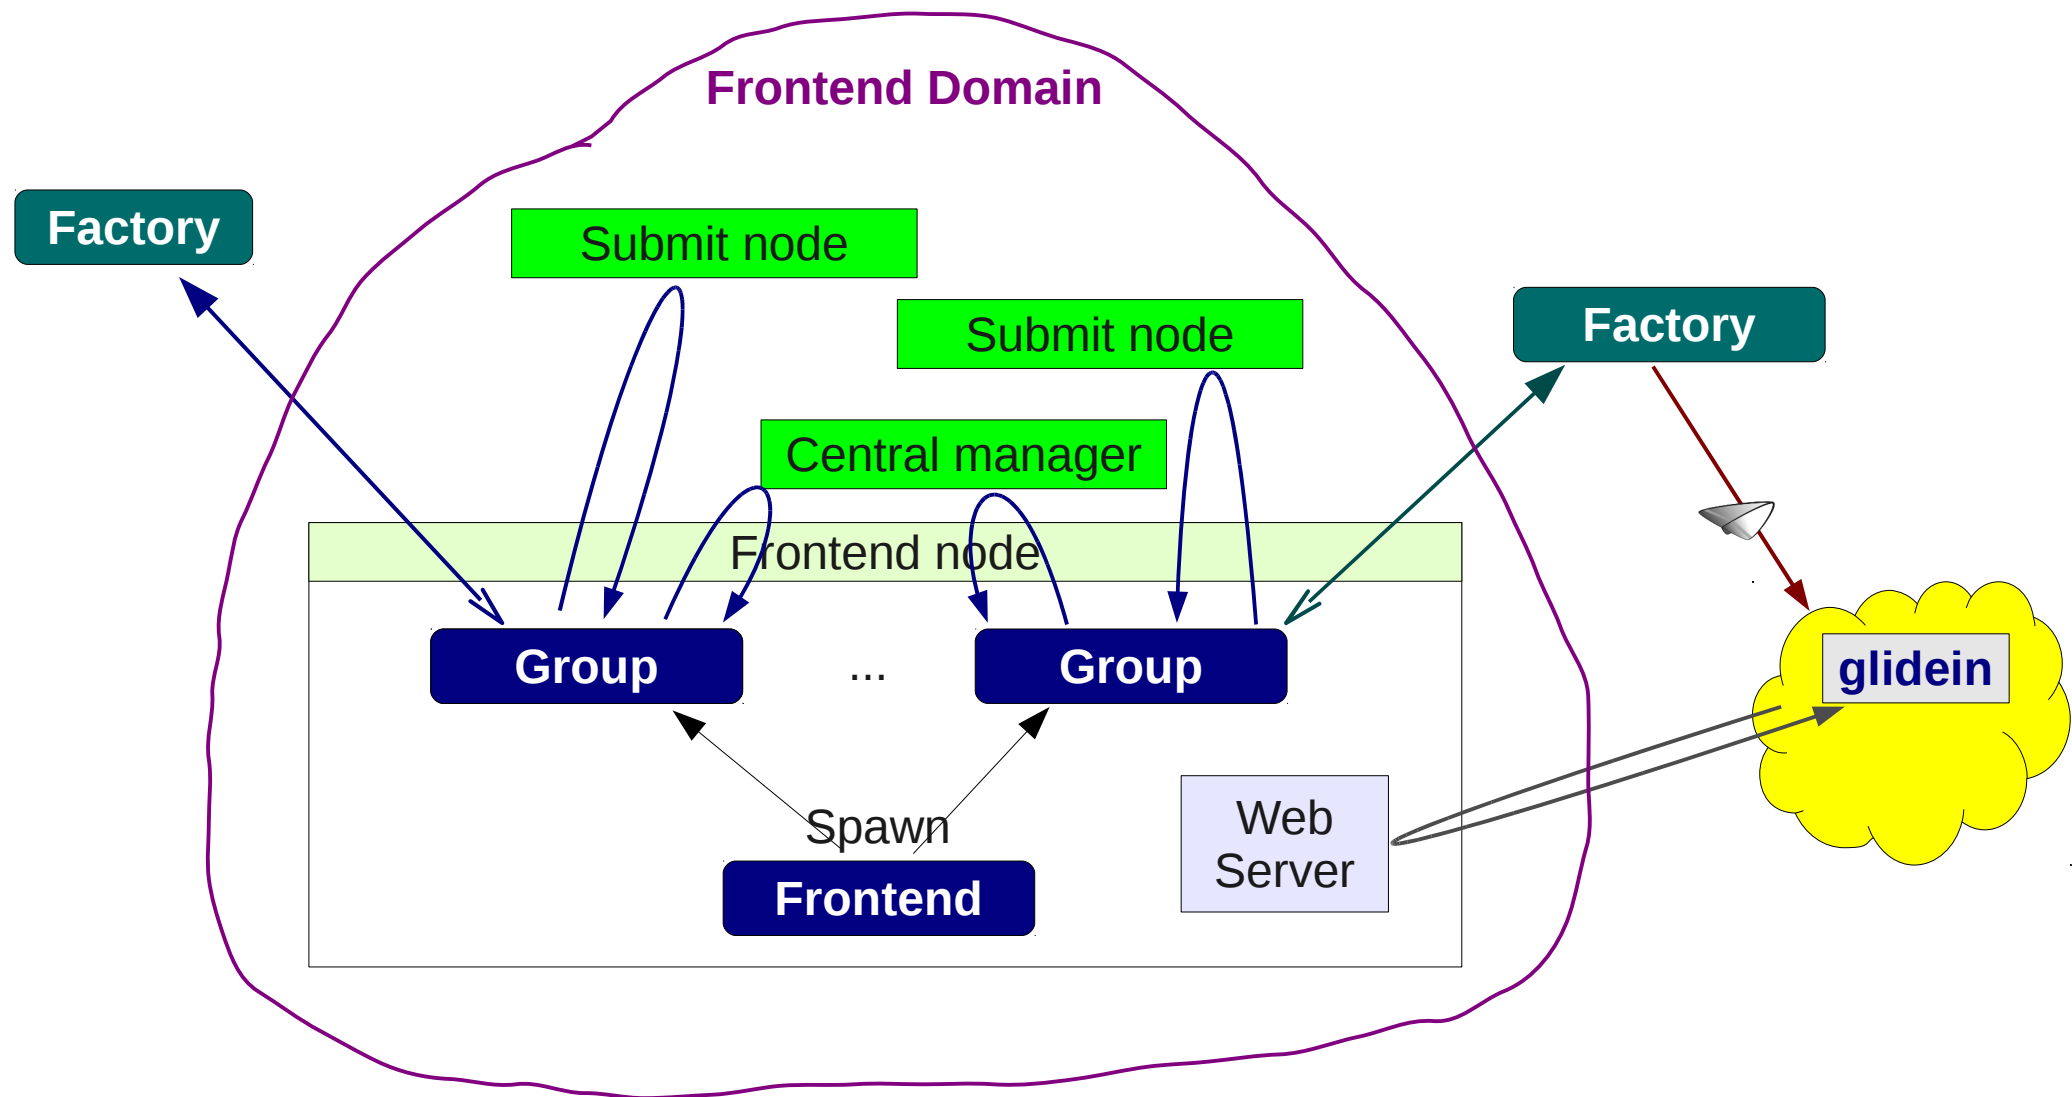 Frontend Domain
Factory
Submit node
Submit node
Factory
Central manager
Frontend node
Group
...
Group
glidein
Spawn
Web
Server
Frontend